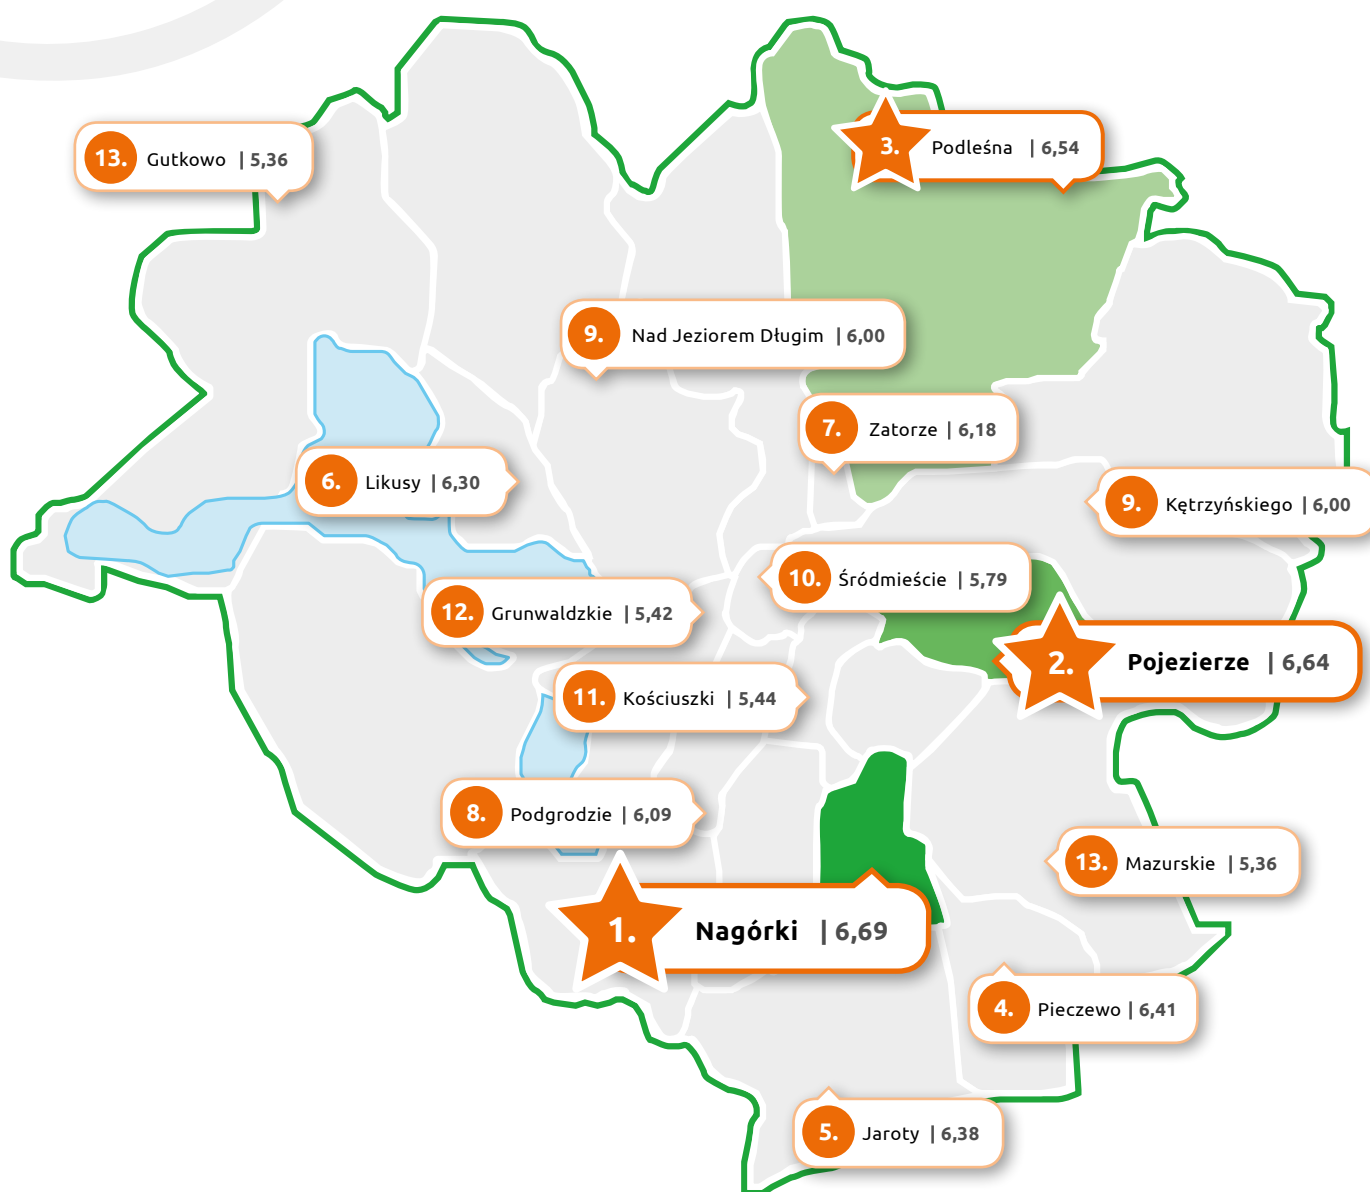 3. Podleśna | 6,54
13. Gutkowo | 5,36
9. Nad Jeziorem Długim | 6,00
7. Zatorze | 6,18
6. Likusy | 6,30
9. Kętrzyńskiego | 6,00
10. Śródmieście | 5,79
12. Grunwaldzkie | 5,42
2. Pojezierze | 6,64
11. Kościuszki | 5,44
8. Podgrodzie | 6,09
13. Mazurskie | 5,36
1. Nagórki | 6,69
4. Pieczewo | 6,41
5. Jaroty | 6,38